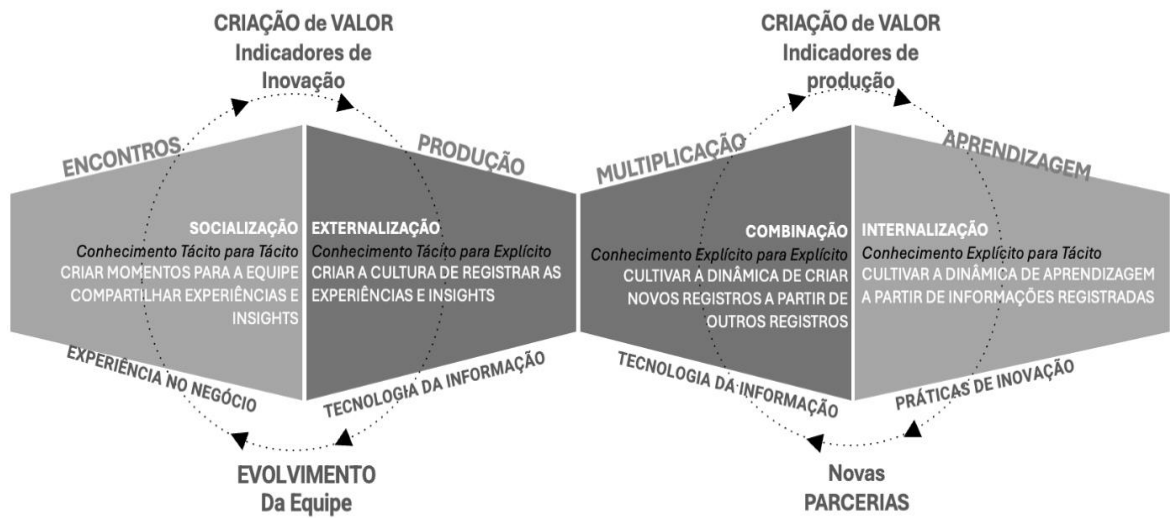 CRIAÇÃO de VALOR
Indicadores de
Inovação
ENCONTROS
PRODUÇÃO
SOCIALIZAÇÃO
Conhecimento Tácito para Tácito
CRIAR MOMENTOS PARA A EQUIPE
COMPARTILHAR EXPERIÊNCIAS E
INSIGHTS
EXTERNALIZAÇÃO
Conhecimento Tácito para Explícito
CRIAR A CULTURA DE REGISTRAR AS
EXPERIÊNCIAS E INSIGHTS
EXPERIÊNCIA NO NEGÓCIO
TECNOLOGIA DA INFORMAÇÃO
EVOLVIMENTO
Da Equipe
CRIAÇÃO de VALOR
Indicadores de
produção
MULTIPLICAÇÃO
APRENDIZAGEM
COMBINAÇÃO
Conhecimento Explícito para Explícito
CULTIVAR A DINÂMICA DE CRIAR
NOVOS REGISTROS A PARTIR DE
OUTROS REGISTROS
INTERNALIZAÇÃO
Conhecimento Explícito para Tácito
CULTIVAR A DINÂMICA DE APRENDIZAGEM
A PARTIR DE INFORMAÇÕES REGISTRADAS
TECNOLOGIA DA INFORMAÇÃO
PRÁTICAS DE INOVAÇÃO
Novas
PARCERIAS